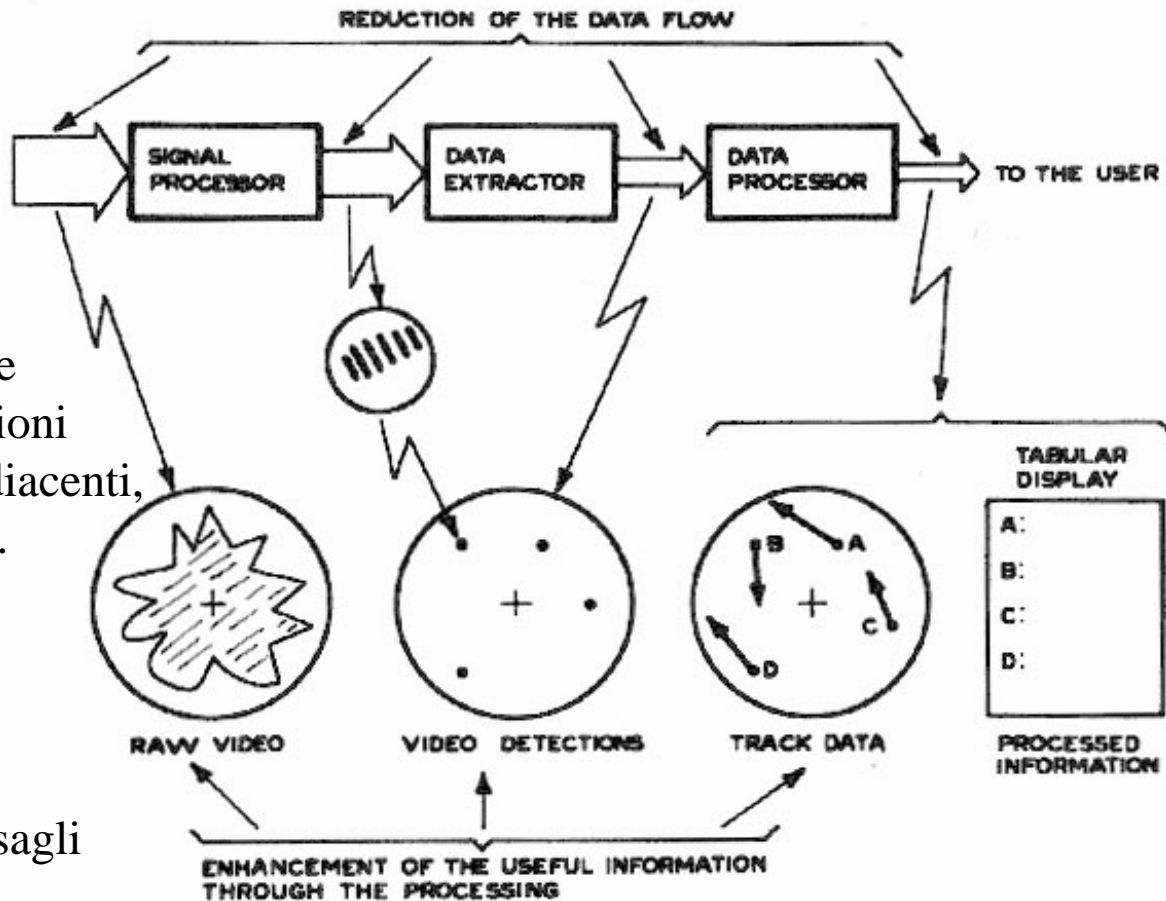 REDUCTION OF THE DATA FLOW
SIGNAL
PROCESSOR
DATA
EXTRACTOR
DATA
PROCESSOR
TO THE USER
e
ioni
diacenti,
.
TABULAR
DISPLAY
A:
B:
C:
D:
B
A
C
D
RAW VIDEO
VIDEO DETECTIONS
TRACK DATA
PROCESSED
INFORMATION
sagli
ENHANCEMENT OF THE USEFUL INFORMATION
THROUGH THE PROCESSING